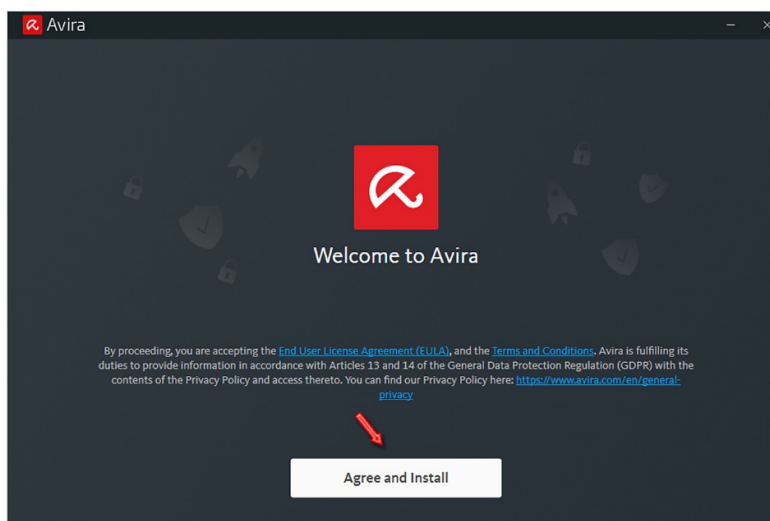 Avira
Welcome to Avira
By proceeding, you are accepting the End User License Agreement (EULA), and the Terms and Conditions. Avira is fulfilling its
duties to provide information in accordance with Articles 13 and 14 of the General Data Protection Regulation (GDPR) with the
contents of the Privacy Policy and access thereto. You can find our Privacy Policy here: https://www.avira.com/en/general-
privacy
Agree and Install